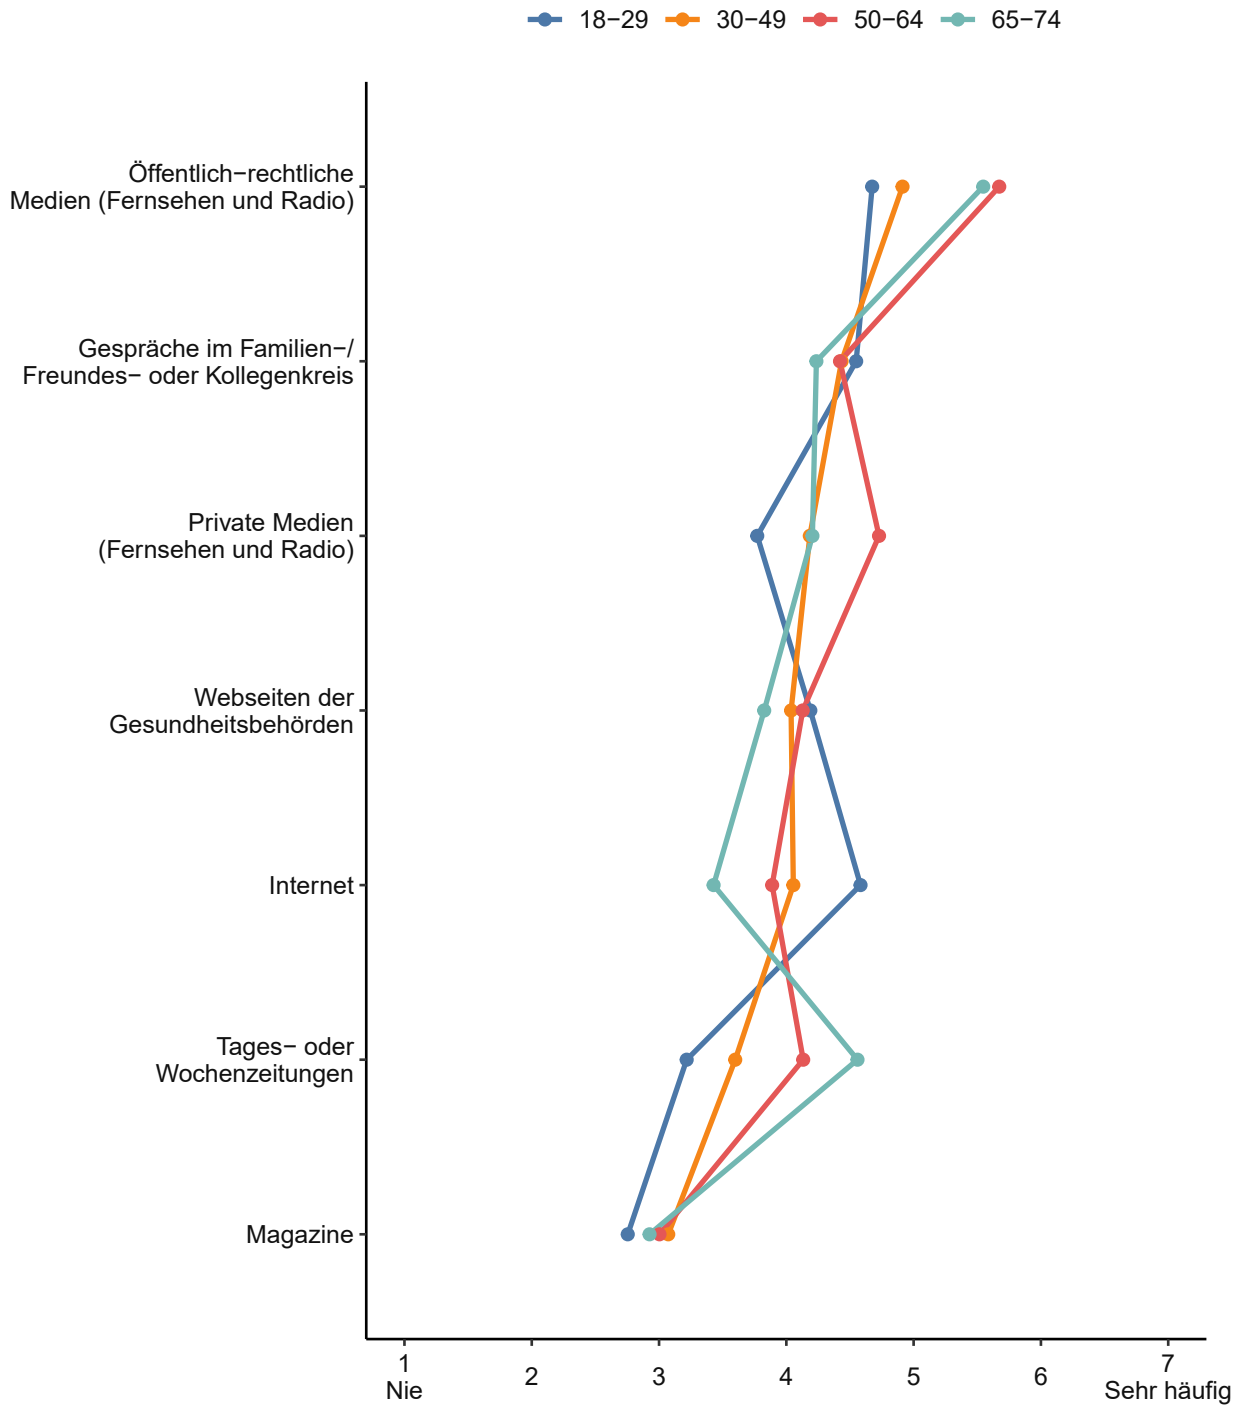 18−29 30−49 50−64 65−74
Öffentlich−rechtliche
Medien (Fernsehen und Radio)
Gespräche im Familien−/
Freundes− oder Kollegenkreis
Private Medien
(Fernsehen und Radio)
Webseiten der
Gesundheitsbehörden
Internet
Tages− oder
Wochenzeitungen
Magazine
1 2 3 4 5 6 7
Nie Sehr häufig